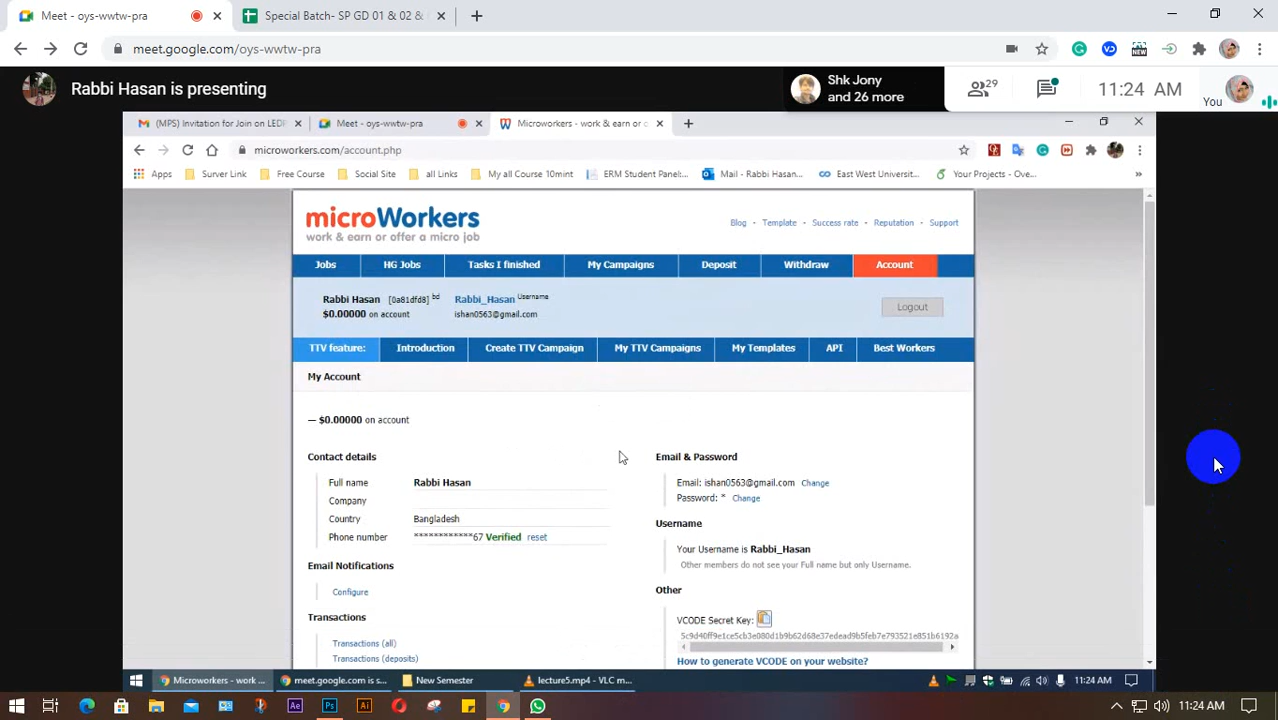 Meet - oys-wwtw-pra
Special Batch- SP GD 01 & 02 &
meet.google.com/oys-wwtw-pra
Rabbi Hasan is presenting
Shk Jony
and 26 more
29
11:24 AM
You
(MPS) Invitation for Join on LEDP
Meet - oys-wwtw-pra
Microworkers - work & earn or c
microworkers.com/account.php
Apps
Surver Link
Free Course
Social Site
all Links
My all Course 10mint
ERM Student Panel:...
Mail - Rabbi Hasan...
East West Universit...
Your Projects - Ove...
microWorkers
work & earn or offer a micro job
Blog - Template - Success rate - Reputation - Support
Jobs
HG Jobs
Tasks I finished
My Campaigns
Deposit
Withdraw
Account
Rabbi Hasan [0a81dfd8] bd
Rabbi_Hasan Username
$0.00000 on account
ishan0563@gmail.com
Logout
TTV feature:
Introduction
Create TTV Campaign
My TTV Campaigns
My Templates
API
Best Workers
My Account
— $0.00000 on account
Contact details
Full name Rabbi Hasan
Company
Country Bangladesh
Phone number ************67 Verified reset
Email Notifications
Configure
Transactions
Transactions (all)
Transactions (deposits)
Email & Password
Email: ishan0563@gmail.com Change
Password: * Change
Username
Your Username is Rabbi_Hasan
Other members do not see your Full name but only Username.
Other
VCODE Secret Key:
5c9d40ff9e1ce5cb3e080d1b9b62d68e37edead9b5feb7e793521e851b6192a
How to generate VCODE on your website?
Microworkers - work ...
meet.google.com is s...
New Semester
lecture5.mp4 - VLC m...
11:24 AM
11:24 AM